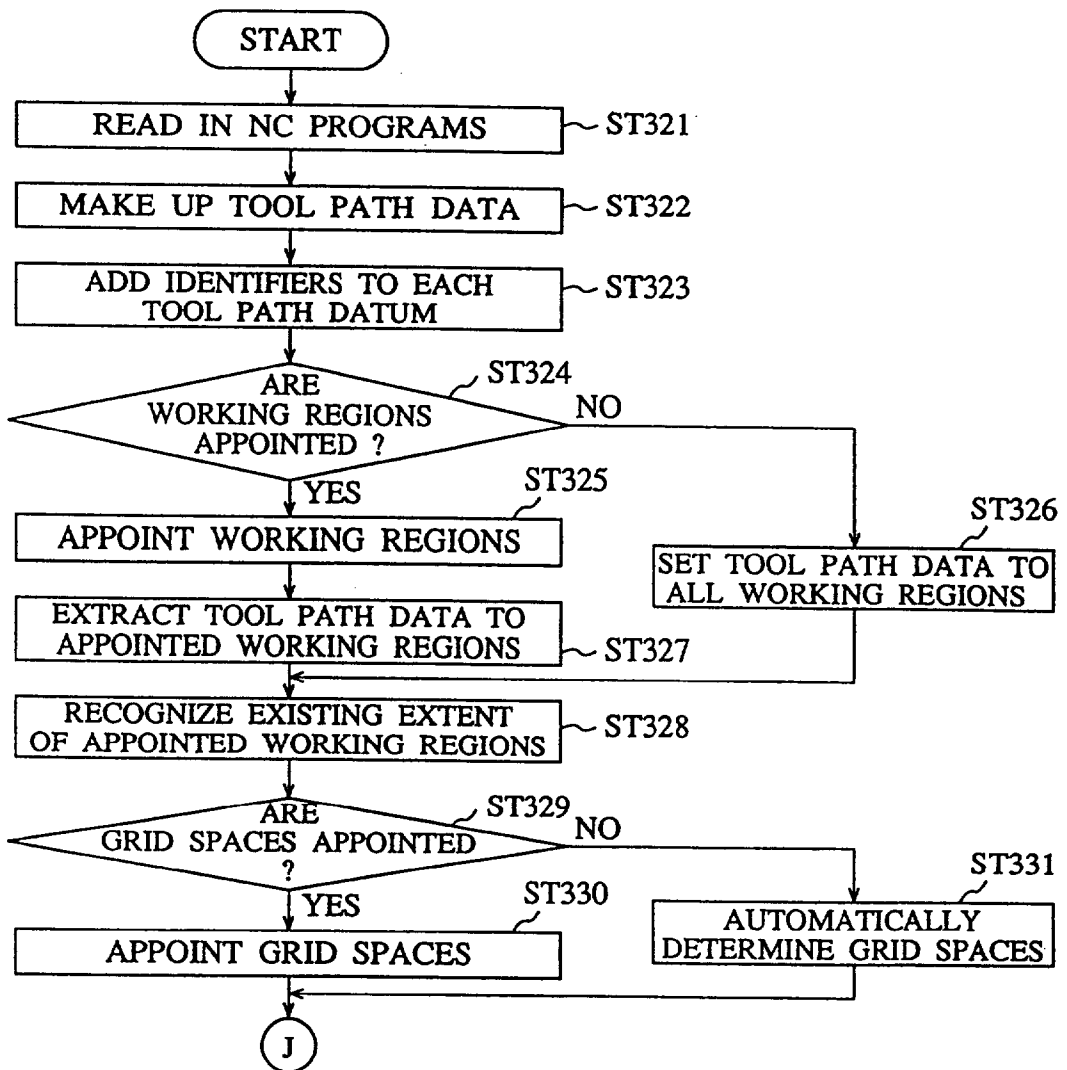 START
READ IN NC PROGRAMS
ST321
MAKE UP TOOL PATH DATA
ST322
ADD IDENTIFIERS TO EACH
TOOL PATH DATUM
ST323
ARE
WORKING REGIONS
APPOINTED ?
ST324
NO
YES
ST325
APPOINT WORKING REGIONS
ST326
SET TOOL PATH DATA TO
ALL WORKING REGIONS
EXTRACT TOOL PATH DATA TO
APPOINTED WORKING REGIONS
ST327
RECOGNIZE EXISTING EXTENT
OF APPOINTED WORKING REGIONS
ST328
ARE
GRID SPACES APPOINTED
?
ST329
NO
YES
ST330
APPOINT GRID SPACES
ST331
AUTOMATICALLY
DETERMINE GRID SPACES
J